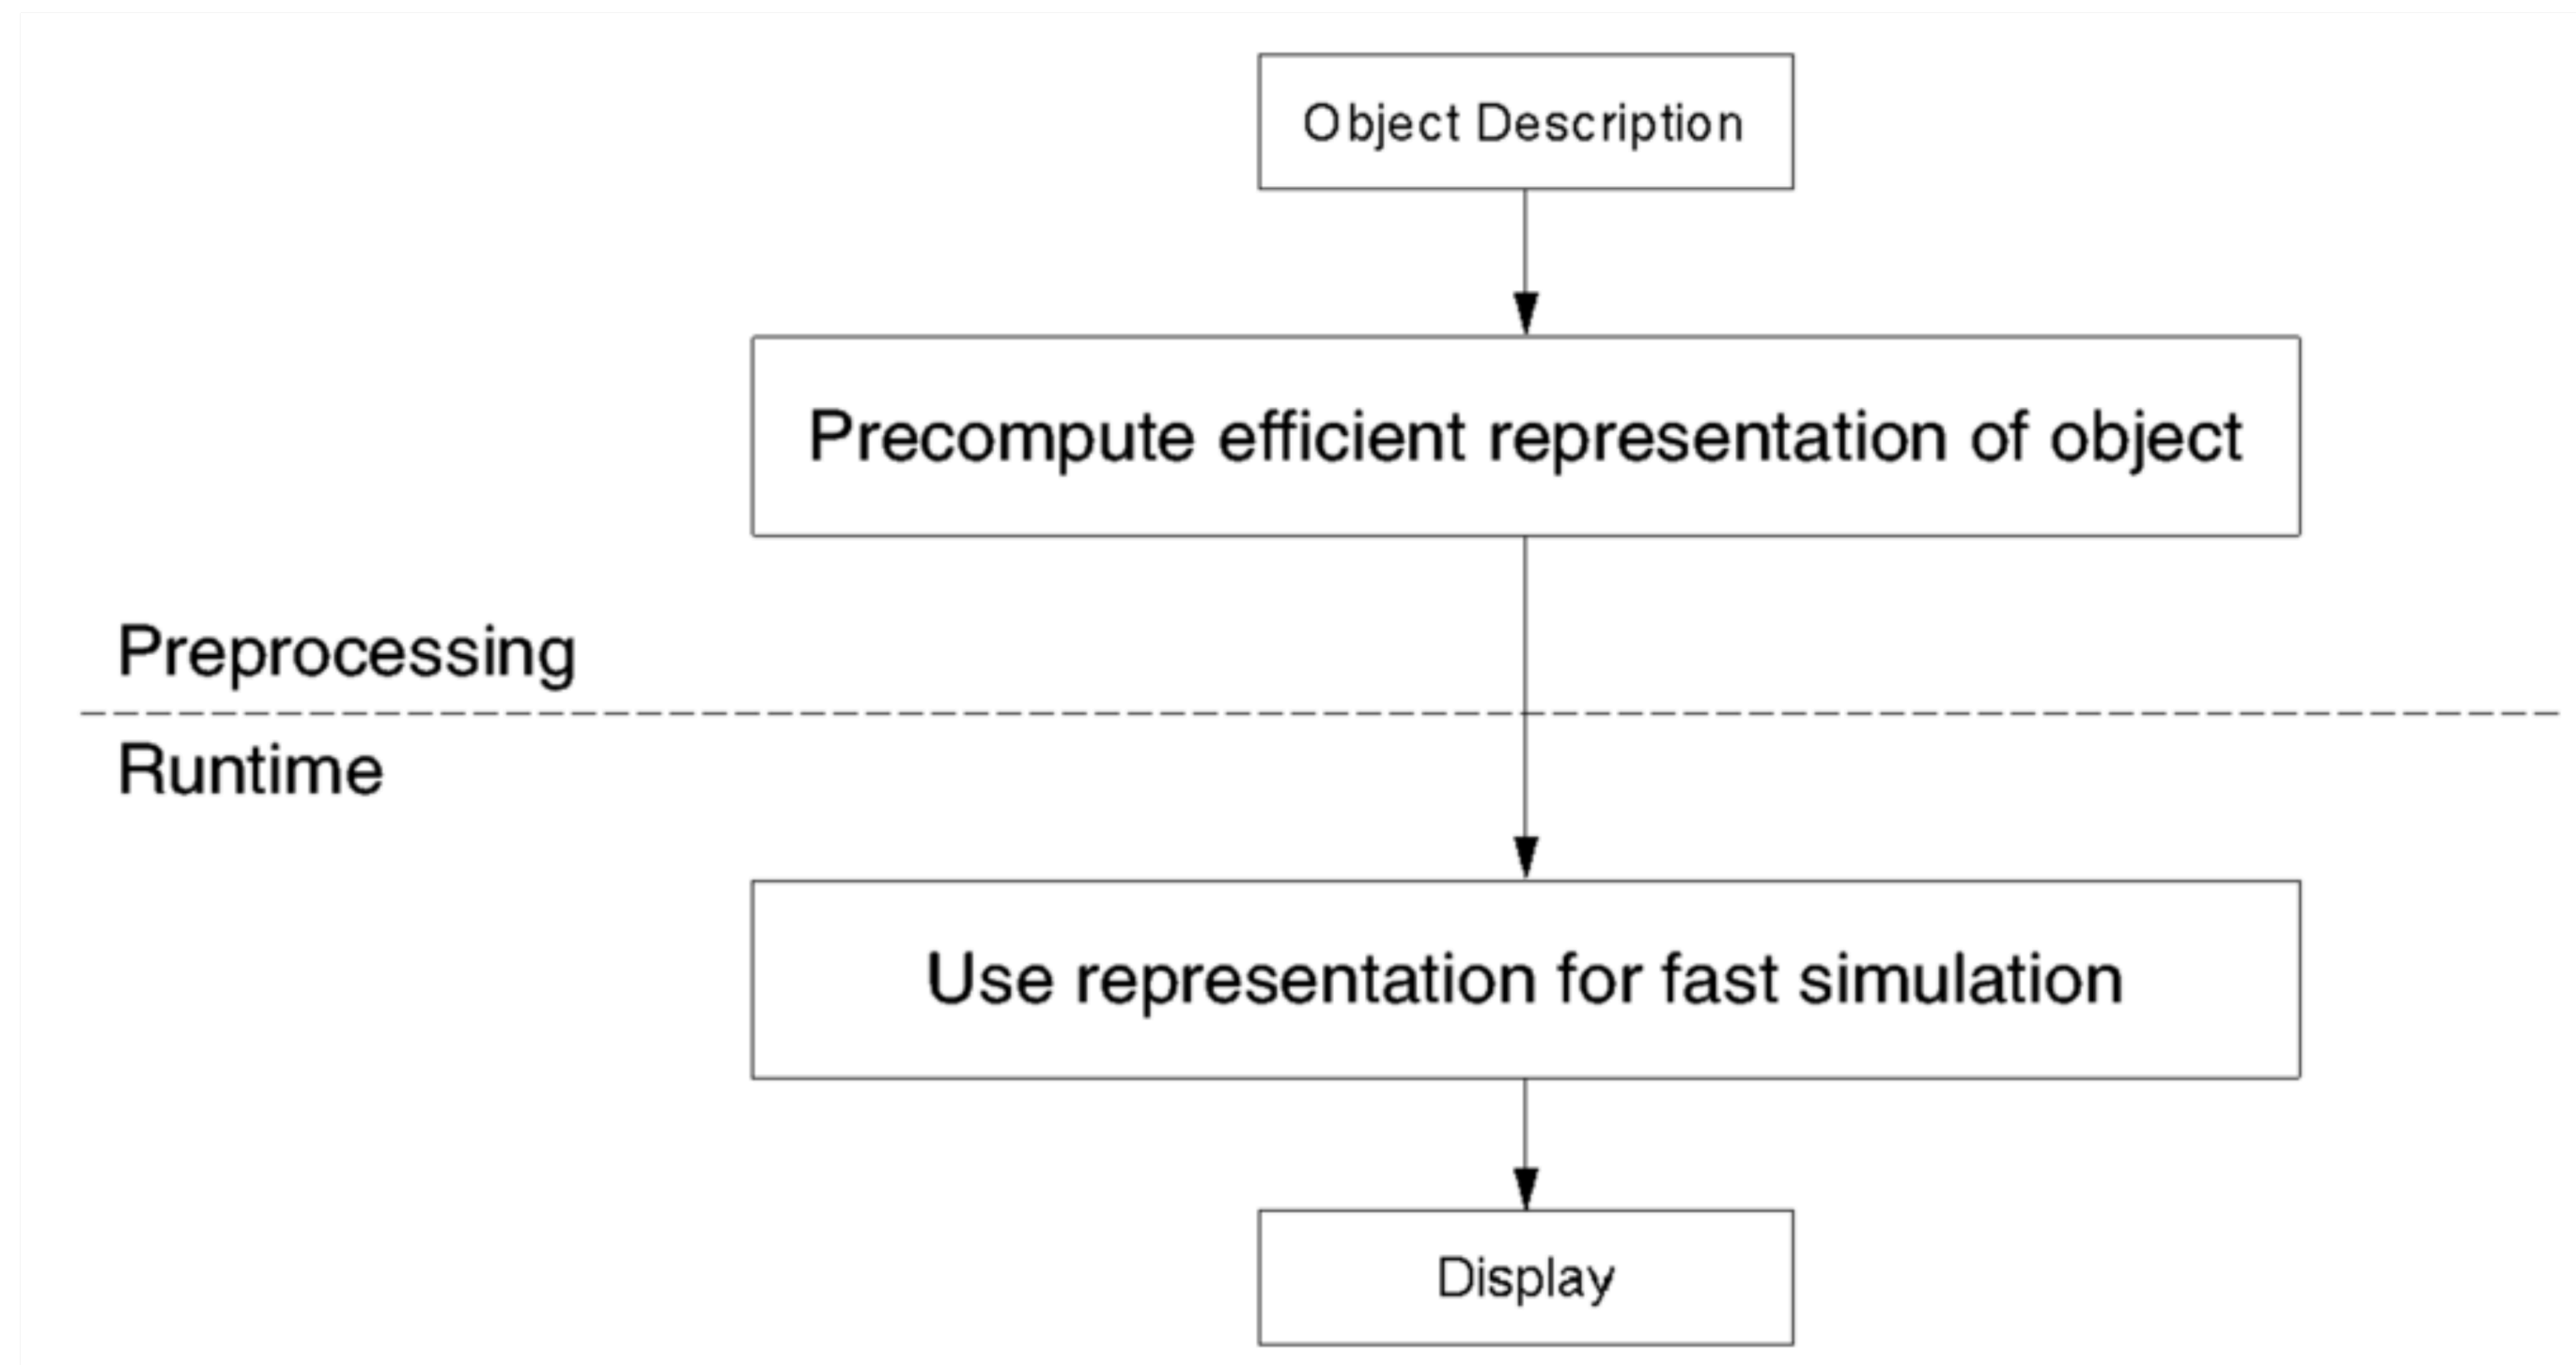 Object Description
Precompute efficient representation of object
Preprocessing
Runtime
Use representation for fast simulation
Display